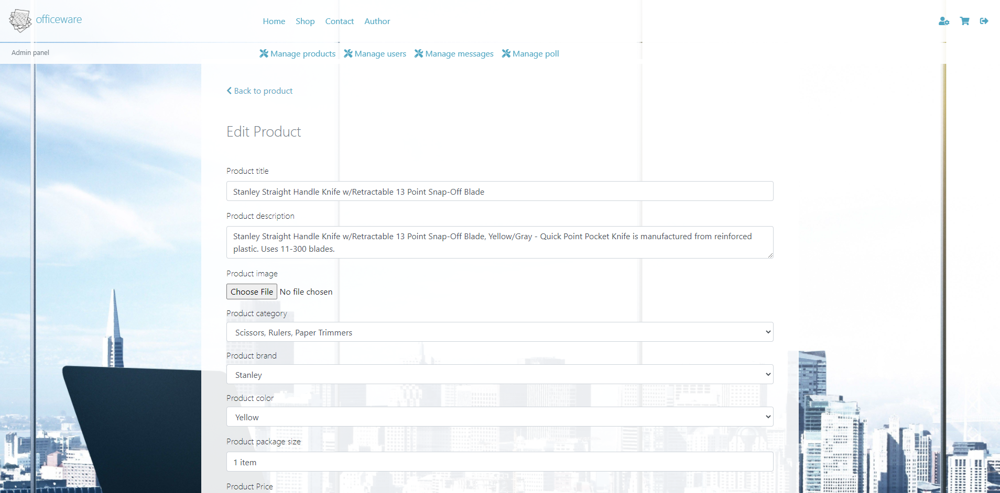 officeware
Home Shop Contact Author
Admin panel
Manage products Manage users Manage messages Manage poll
Back to product
Edit Product
Product title
Stanley Straight Handle Knife w/Retractable 13 Point Snap-Off Blade
Product description
Stanley Straight Handle Knife w/Retractable 13 Point Snap-Off Blade, Yellow/Gray - Quick Point Pocket Knife is manufactured from reinforced
plastic. Uses 11-300 blades.
Product image
Choose File No file chosen
Product category
Scissors, Rulers, Paper Trimmers
Product brand
Stanley
Product color
Yellow
Product package size
1 item
Product Price